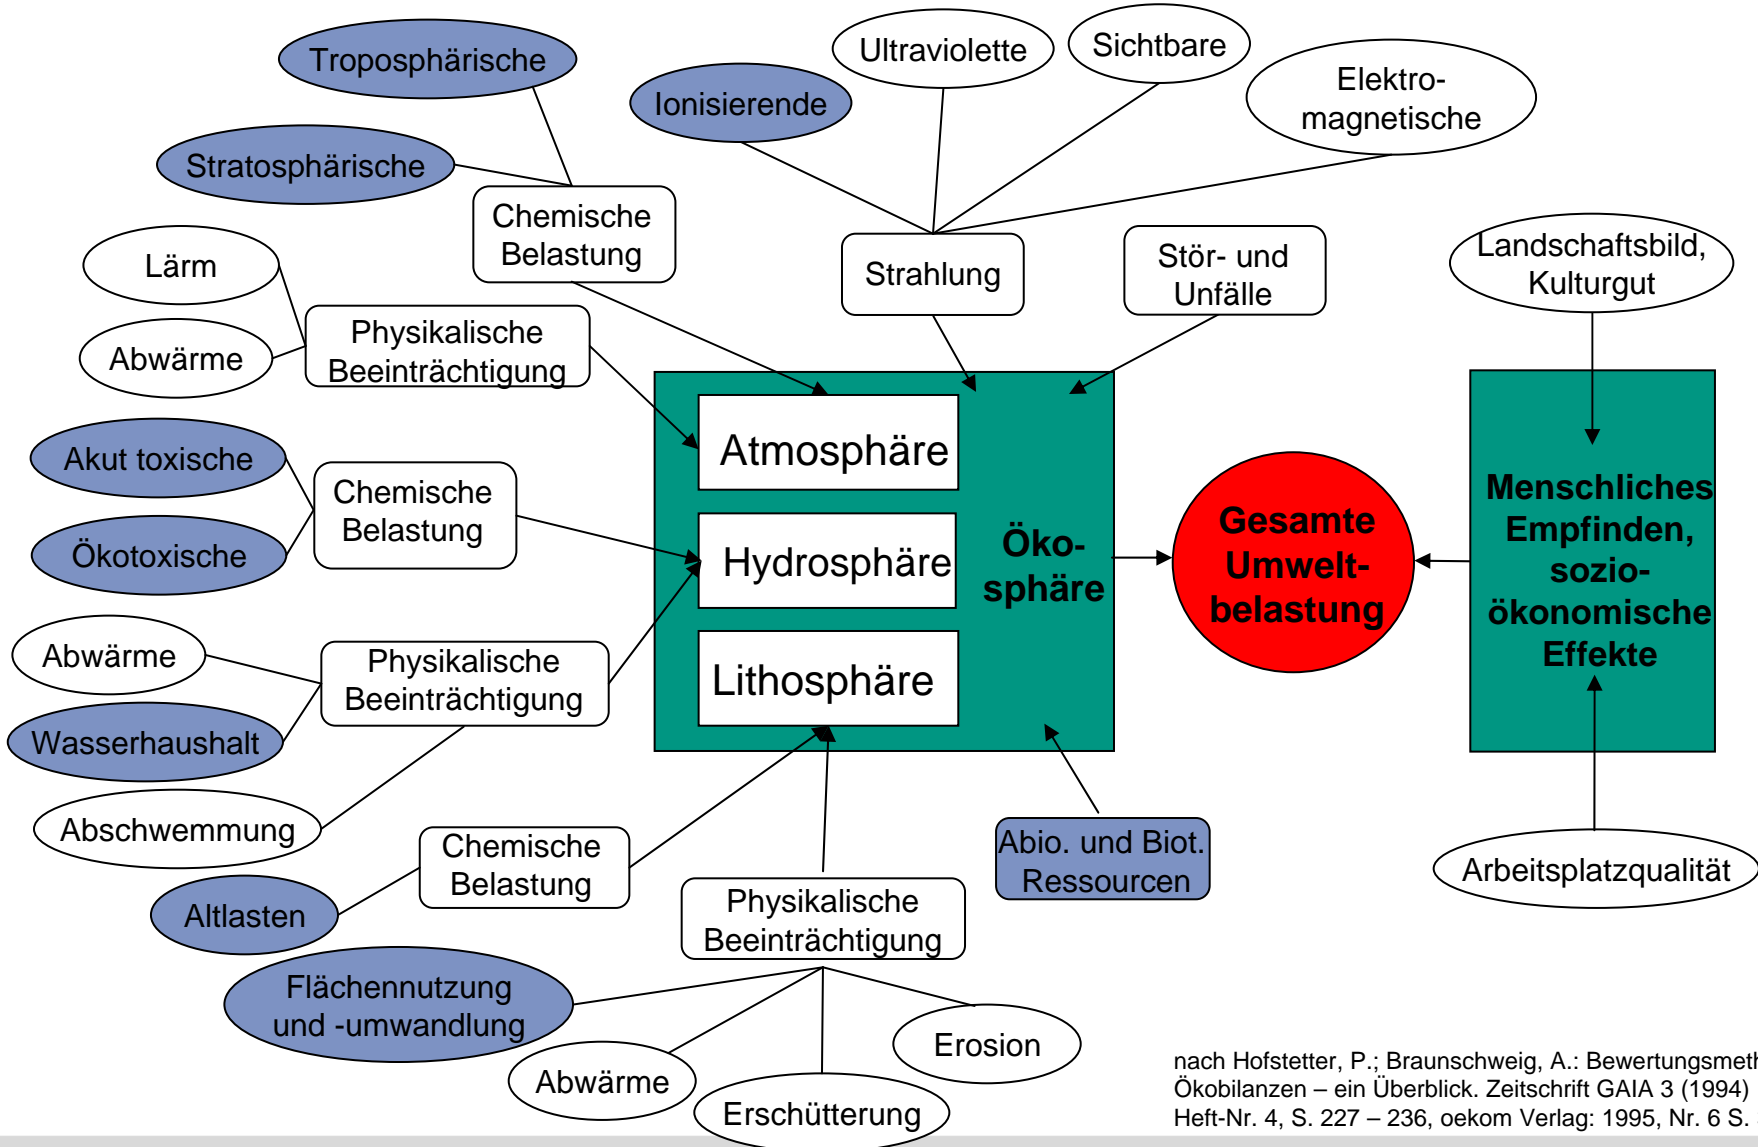 Troposphärische
Stratosphärische
Ionisierende
Ultraviolette
Sichtbare
Elektro-
magnetische
Chemische
Belastung
Strahlung
Stör- und
Unfälle
Landschaftsbild,
Kulturgut
Lärm
Abwärme
Physikalische
Beeinträchtigung
Akut toxische
Ökotoxische
Chemische
Belastung
Atmosphäre
Hydrosphäre
Lithosphäre
Öko-
sphäre
Gesamte
Umwelt-
belastung
Menschliches
Empfinden,
sozio-
ökonomische
Effekte
Abwärme
Wasserhaushalt
Abschwemmung
Physikalische
Beeinträchtigung
Altlasten
Chemische
Belastung
Physikalische
Beeinträchtigung
Abio. und Biot.
Ressourcen
Arbeitsplatzqualität
Flächennutzung
und -umwandlung
Abwärme
Erschütterung
Erosion
nach Hofstetter, P.; Braunschweig, A.: Bewertungsmeth
Ökobilanzen – ein Überblick. Zeitschrift GAIA 3 (1994)
Heft-Nr. 4, S. 227 – 236, oekom Verlag: 1995, Nr. 6 S.